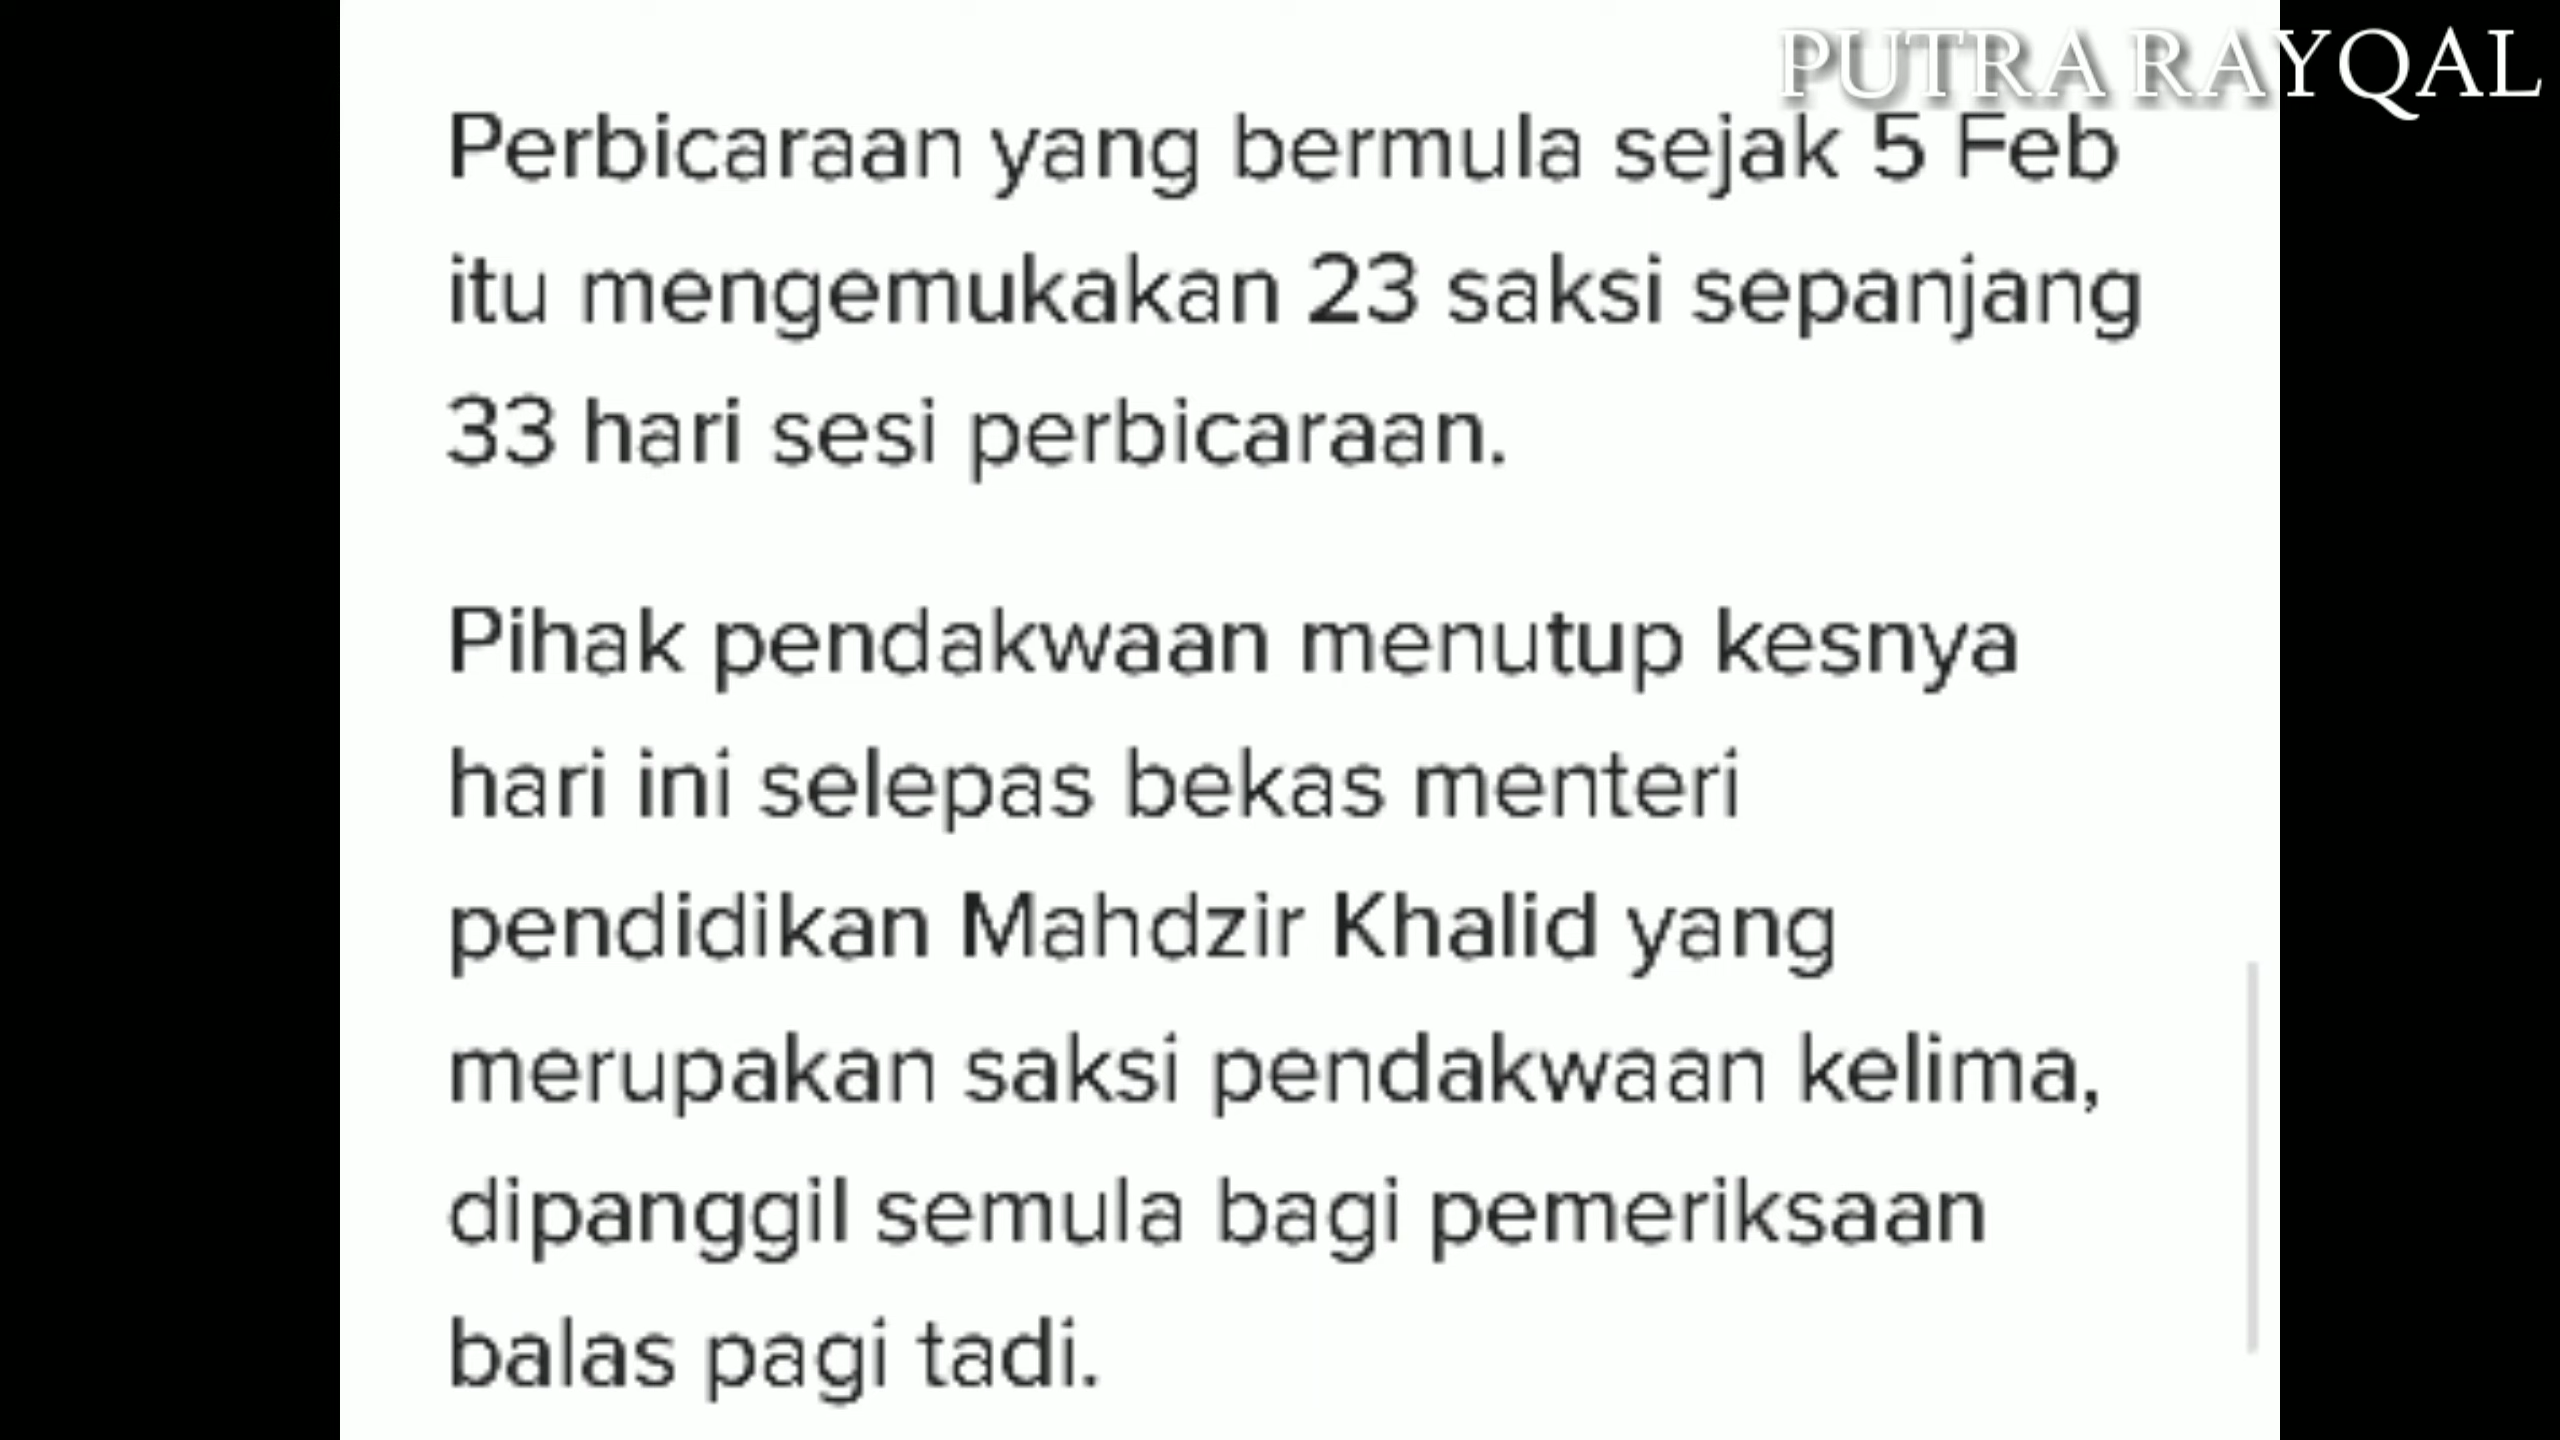 PUTRA RAYQAL
Perbicaraan yang bermula sejak 5 Feb
itu mengemukakan 23 saksi sepanjang
33 hari sesi perbicaraan.
Pihak pendakwaan menutup kesnya
hari ini selepas bekas menteri
pendidikan Mahdzir Khalid yang
merupakan saksi pendakwaan kelima,
dipanggil semula bagi pemeriksaan
balas pagi tadi.